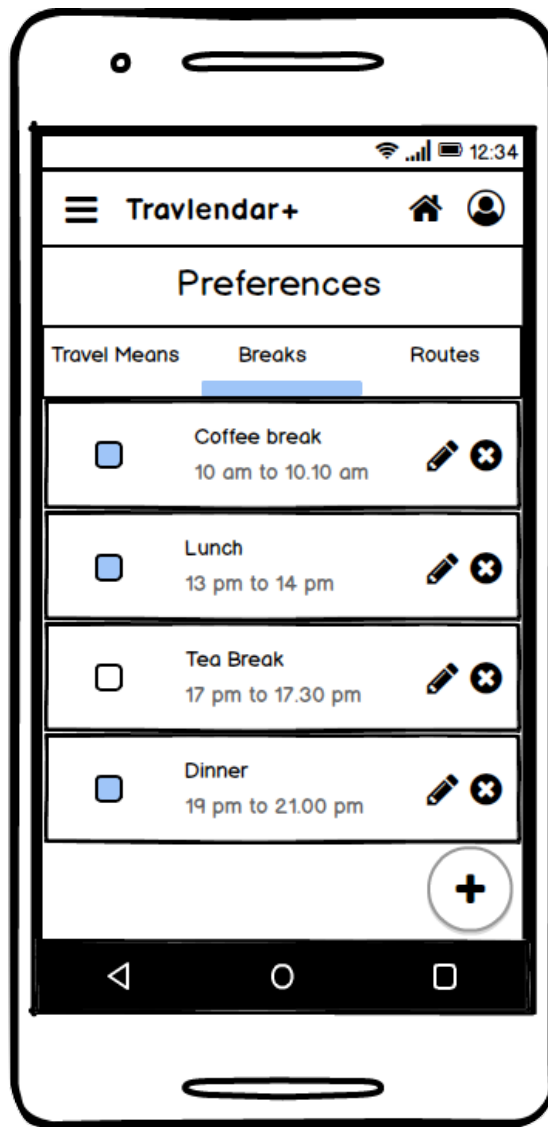 12:34
Travlendar+
Preferences
Travel Means Breaks Routes
Coffee break
10 am to 10.10 am
Lunch
13 pm to 14 pm
Tea Break
17 pm to 17.30 pm
Dinner
19 pm to 21.00 pm